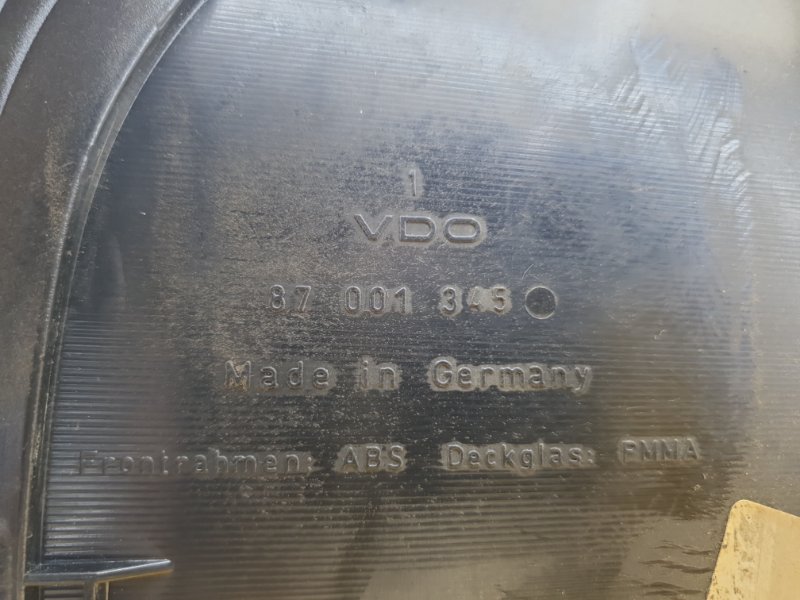 1
VDO
87 001 345
Made in Germany
Frontrahmen: ABS Deckglas: PMMA